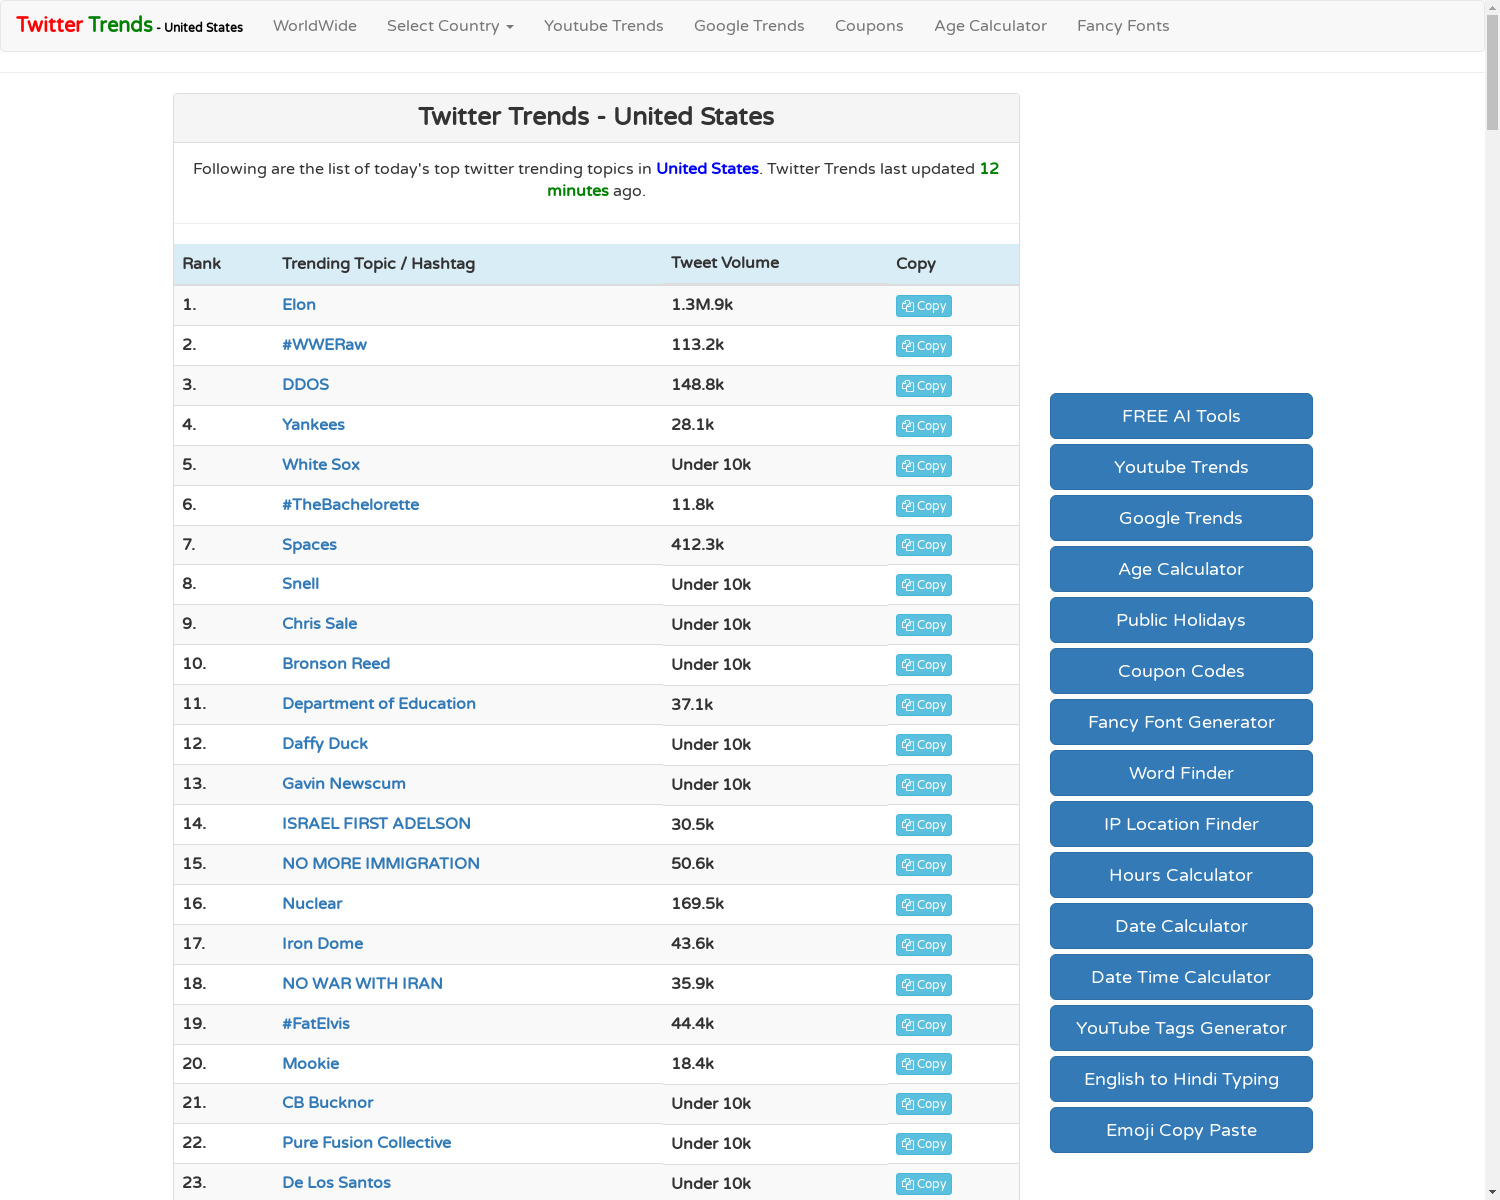 Twitter Trends - United States WorldWide Select Country Youtube Trends Google Trends Coupons Age Calculator Fancy Fonts
Twitter Trends - United States
Following are the list of today's top twitter trending topics in United States. Twitter Trends last updated 12
minutes ago.
Rank Trending Topic / Hashtag Tweet Volume Copy
1. Elon 1.3M.9k Copy
2. #WWERaw 113.2k Copy
3. DDOS 148.8k Copy
4. Yankees 28.1k Copy
5. White Sox Under 10k Copy
6. #TheBachelorette 11.8k Copy
7. Spaces 412.3k Copy
8. Snell Under 10k Copy
9. Chris Sale Under 10k Copy
10. Bronson Reed Under 10k Copy
11. Department of Education 37.1k Copy
12. Daffy Duck Under 10k Copy
13. Gavin Newscum Under 10k Copy
14. ISRAEL FIRST ADELSON 30.5k Copy
15. NO MORE IMMIGRATION 50.6k Copy
16. Nuclear 169.5k Copy
17. Iron Dome 43.6k Copy
18. NO WAR WITH IRAN 35.9k Copy
19. #FatElvis 44.4k Copy
20. Mookie 18.4k Copy
21. CB Bucknor Under 10k Copy
22. Pure Fusion Collective Under 10k Copy
23. De Los Santos Under 10k Copy
FREE AI Tools
Youtube Trends
Google Trends
Age Calculator
Public Holidays
Coupon Codes
Fancy Font Generator
Word Finder
IP Location Finder
Hours Calculator
Date Calculator
Date Time Calculator
YouTube Tags Generator
English to Hindi Typing
Emoji Copy Paste